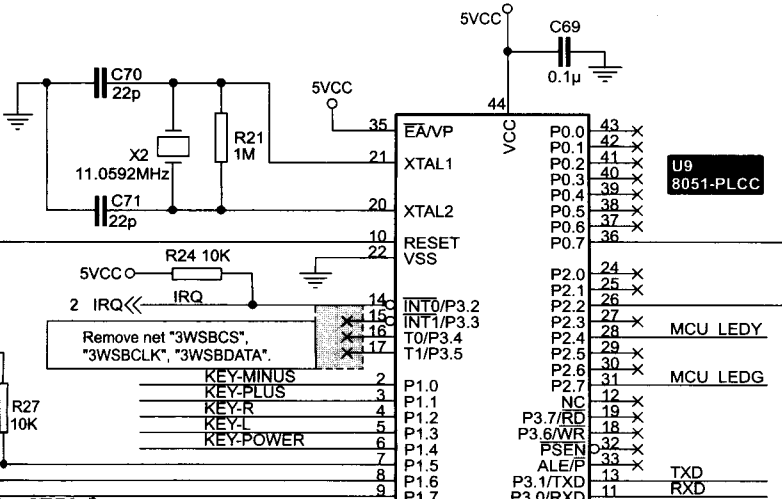 5VCC
C69
0.1µ
44
VCC
C70
22p
5VCC
R21
1M
X2
11.0592MHz
C71
22p
35
EA/VP
21
XTAL1
20
XTAL2
10
RESET
22
VSS
R24 10K
5VCC
2 IRQ
IRQ
14
INT0/P3.2
15
INT1/P3.3
16
T0/P3.4
17
T1/P3.5
Remove net "3WSBCS",
"3WSBCLK", "3WSBDATA".
KEY-MINUS
2
P1.0
KEY-PLUS
3
P1.1
KEY-R
4
P1.2
KEY-L
5
P1.3
KEY-POWER
6
P1.4
7
P1.5
8
P1.6
9
P1.7
R27
10K
U9
8051-PLCC
P0.0 43
P0.1 42
P0.2 41
P0.3 40
P0.4 39
P0.5 38
P0.6 37
P0.7 36
P2.0 24
P2.1 25
P2.2 26
P2.3 27
P2.4 28 MCU LEDY
P2.5 29
P2.6 30
P2.7 31 MCU LEDG
NC 12
P3.7/RD 19
P3.6/WR 18
PSEN 32
ALE/P 33
P3.1/TXD 13 TXD
P3.0/RXD 11 RXD